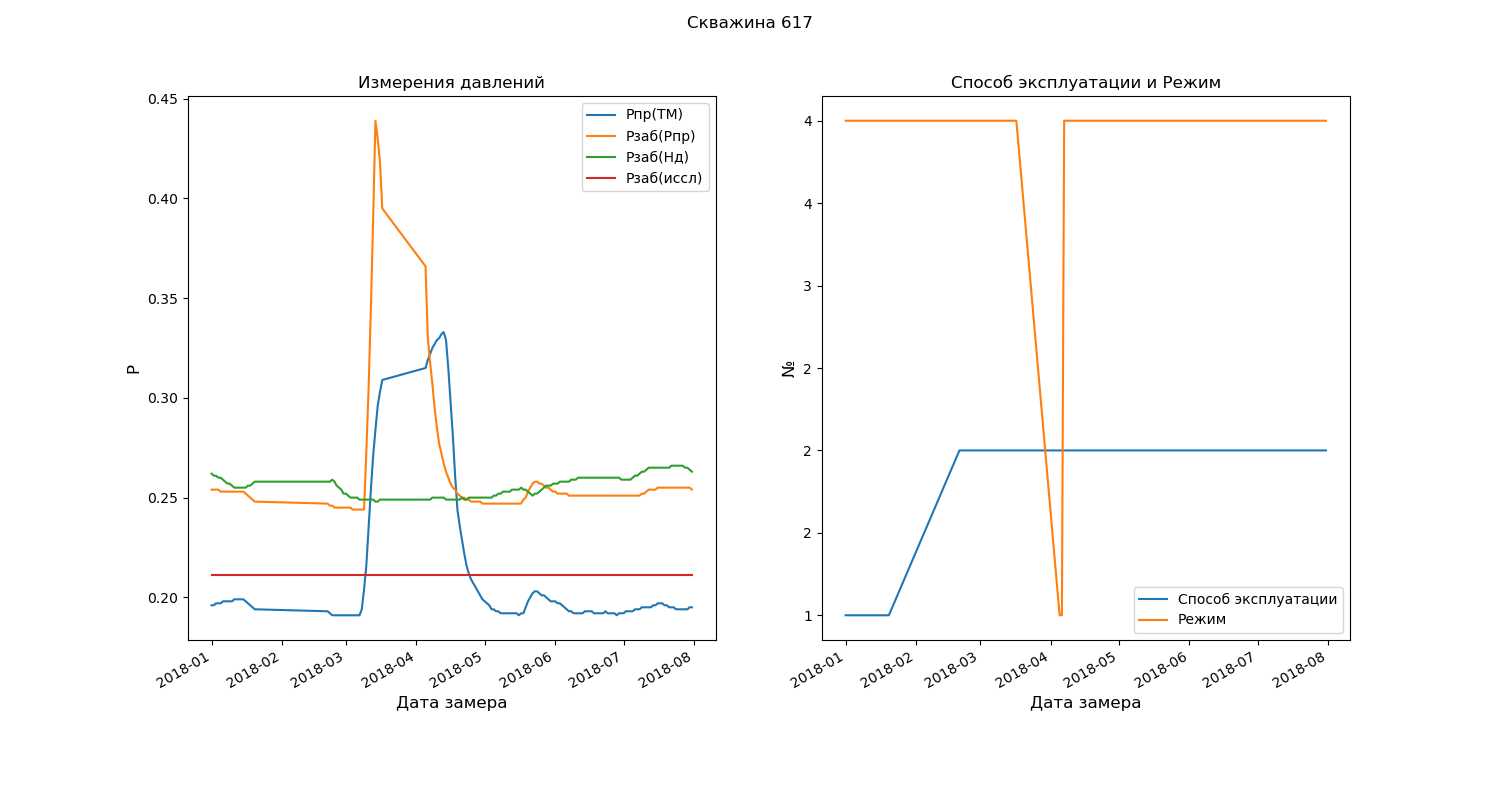 Скважина 617
Измерения давлений
0.45
0.40
0.35
0.30
0.25
0.20
P
Рпр(ТМ)
Рзаб(Рпр)
Рзаб(Нд)
Рзаб(иссл)
2018-01 2018-02 2018-03 2018-04 2018-05 2018-06 2018-07 2018-08
Дата замера
Способ эксплуатации и Режим
4
4
3
2
2
2
1
№
Способ эксплуатации
Режим
2018-01 2018-02 2018-03 2018-04 2018-05 2018-06 2018-07 2018-08
Дата замера